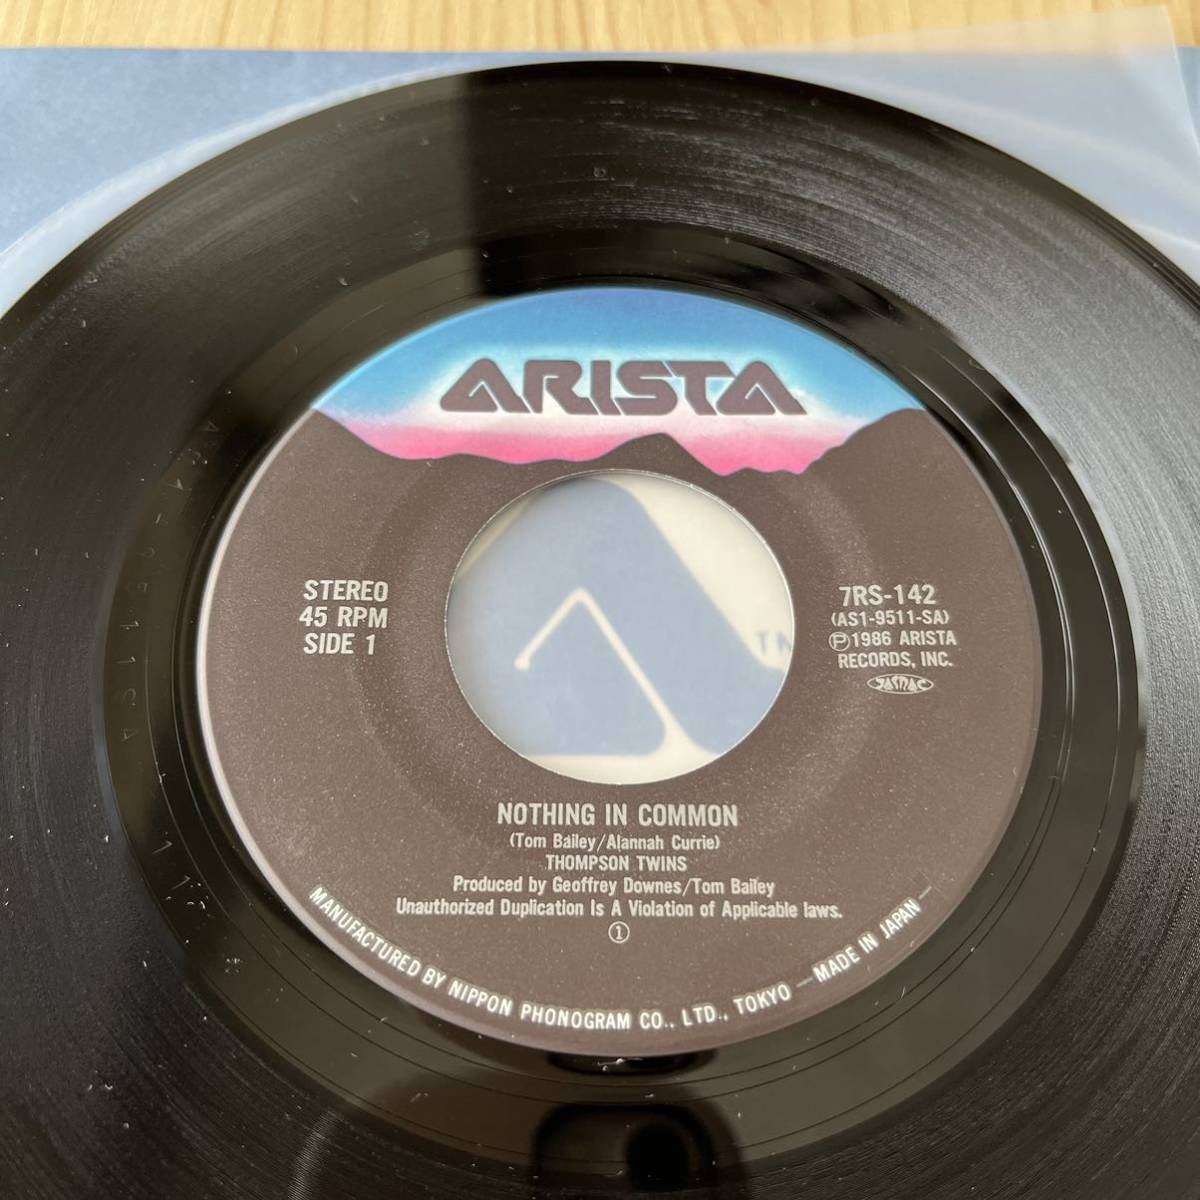 ARISTA
STEREO
45 RPM
SIDE 1
7RS-142
(AS1-9511-SA)
Ⓟ1986 ARISTA
RECORDS, INC.
JASRAC
NOTHING IN COMMON
(Tom Bailey/Alannah Currie)
THOMPSON TWINS
Produced by Geoffrey Downes/Tom Bailey
Unauthorized Duplication Is A Violation of Applicable laws.
①
MANUFACTURED BY NIPPON PHONOGRAM CO., LTD., TOKYO — MADE IN JAPAN —